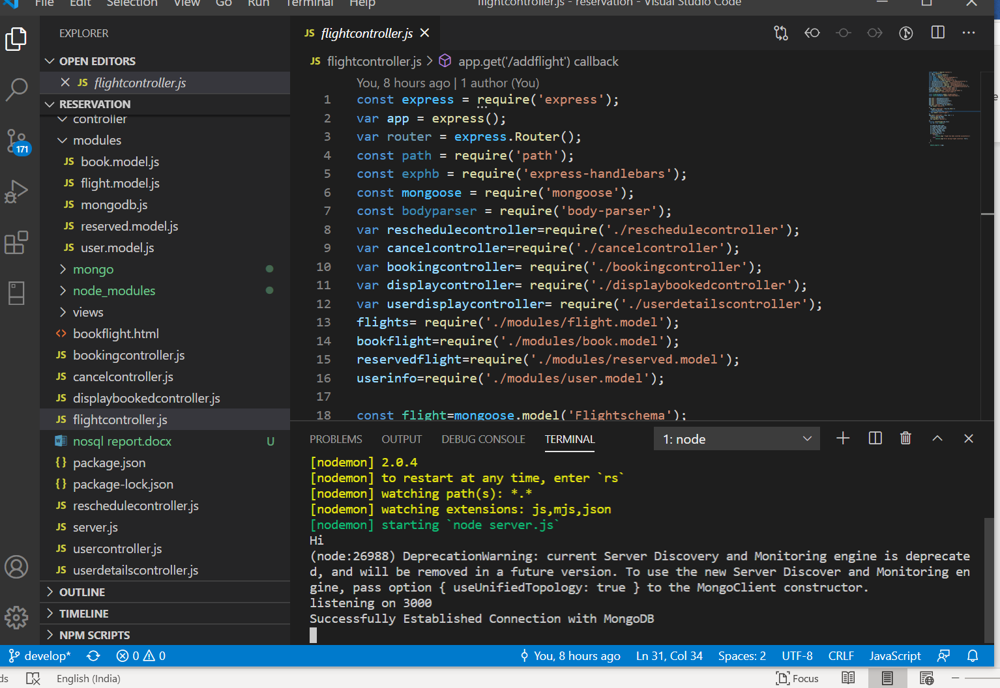 File Edit Selection View Go Run Terminal Help
flightcontroller.js - reservation - Visual Studio Code
EXPLORER
OPEN EDITORS
JS flightcontroller.js
RESERVATION
controller
modules
JS book.model.js
JS flight.model.js
JS mongodb.js
JS reserved.model.js
JS user.model.js
mongo
node_modules
views
<> bookflight.html
JS bookingcontroller.js
JS cancelcontroller.js
JS displaybookedcontroller.js
JS flightcontroller.js
W nosql report.docx U
{} package.json
{} package-lock.json
JS reschedulecontroller.js
JS server.js
JS usercontroller.js
JS userdetailscontroller.js
OUTLINE
TIMELINE
NPM SCRIPTS
171
JS flightcontroller.js
JS flightcontroller.js > app.get('/addflight') callback
You, 8 hours ago | 1 author (You)
1 const express = require('express');
2 var app = express();
3 var router = express.Router();
4 const path = require('path');
5 const exphb = require('express-handlebars');
6 const mongoose = require('mongoose');
7 const bodyparser = require('body-parser');
8 var reschedulecontroller=require('./reschedulecontroller');
9 var cancelcontroller=require('./cancelcontroller');
10 var bookingcontroller= require('./bookingcontroller');
11 var displaycontroller= require('./displaybookedcontroller');
12 var userdisplaycontroller= require('./userdetailscontroller');
13 flights= require('./modules/flight.model');
14 bookflight=require('./modules/book.model');
15 reservedflight=require('./modules/reserved.model');
16 userinfo=require('./modules/user.model');
17
18 const flight=mongoose.model('Flightschema');
PROBLEMS OUTPUT DEBUG CONSOLE TERMINAL 1: node
[nodemon] 2.0.4
[nodemon] to restart at any time, enter `rs`
[nodemon] watching path(s): *.*
[nodemon] watching extensions: js,mjs,json
[nodemon] starting `node server.js`
Hi
(node:26988) DeprecationWarning: current Server Discovery and Monitoring engine is deprecate
d, and will be removed in a future version. To use the new Server Discover and Monitoring en
gine, pass option { useUnifiedTopology: true } to the MongoClient constructor.
listening on 3000
Successfully Established Connection with MongoDB
develop* 0 0 You, 8 hours ago Ln 31, Col 34 Spaces: 2 UTF-8 CRLF JavaScript
ds English (India) Focus